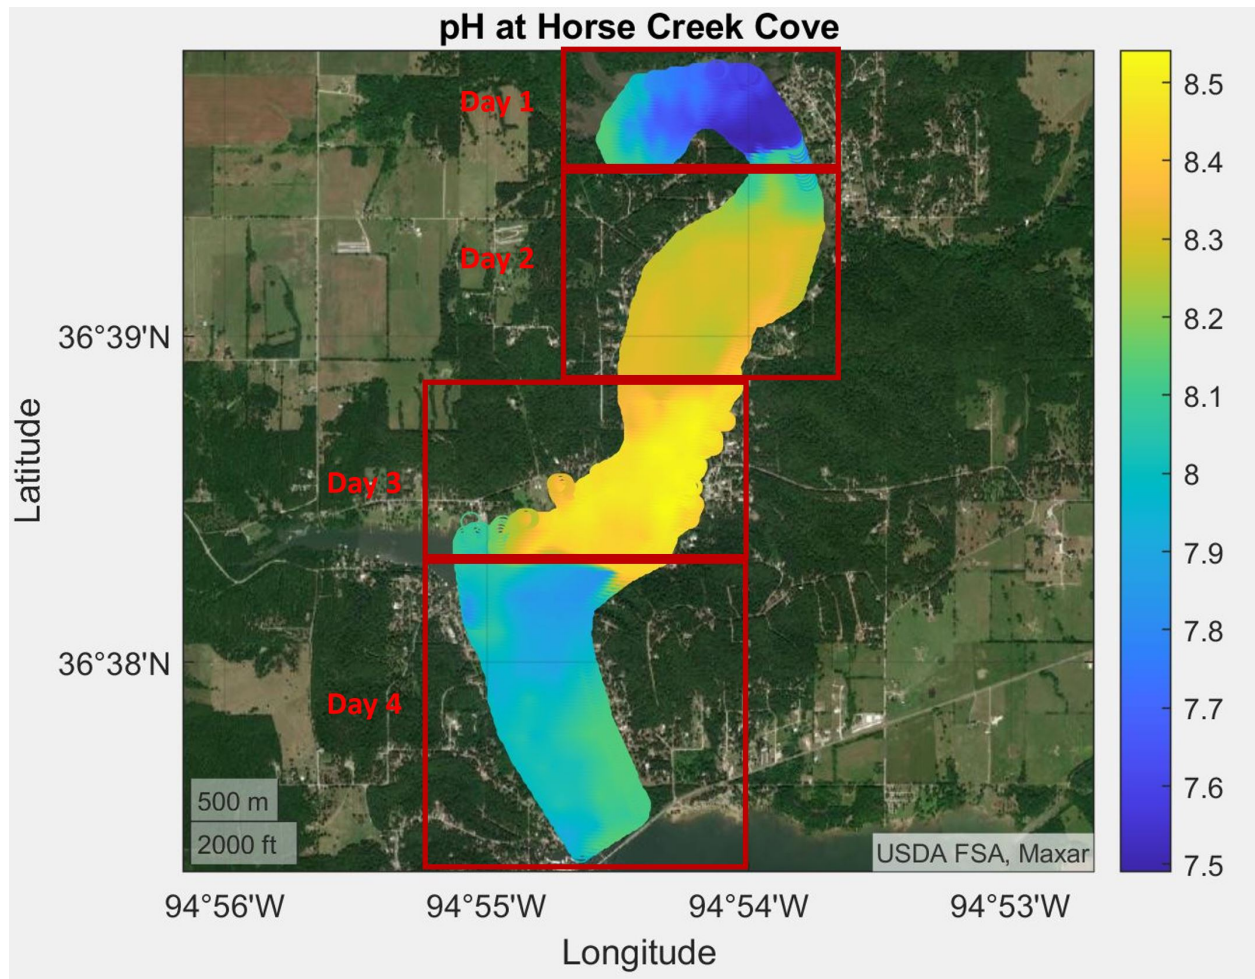 pH at Horse Creek Cove
Day 1
Day 2
Day 3
Day 4
Latitude
36°39'N
36°38'N
500 m
2000 ft
USDA FSA, Maxar
94°56'W
94°55'W
94°54'W
94°53'W
Longitude
8.5
8.4
8.3
8.2
8.1
8
7.9
7.8
7.7
7.6
7.5